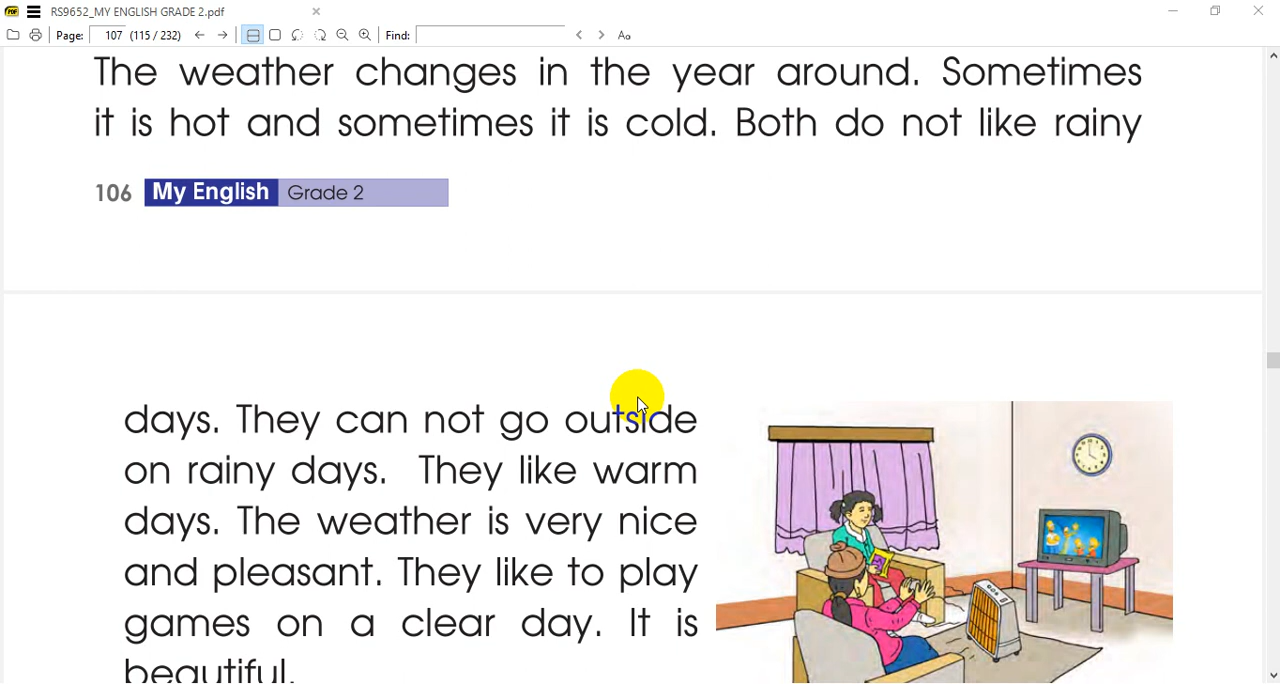 RS9652_MY ENGLISH GRADE 2.pdf
Page: 107 (115 / 232) Find: Aa
The weather changes in the year around. Sometimes
it is hot and sometimes it is cold. Both do not like rainy
106 My English Grade 2
days. They can not go outside
on rainy days. They like warm
days. The weather is very nice
and pleasant. They like to play
games on a clear day. It is
beautiful.